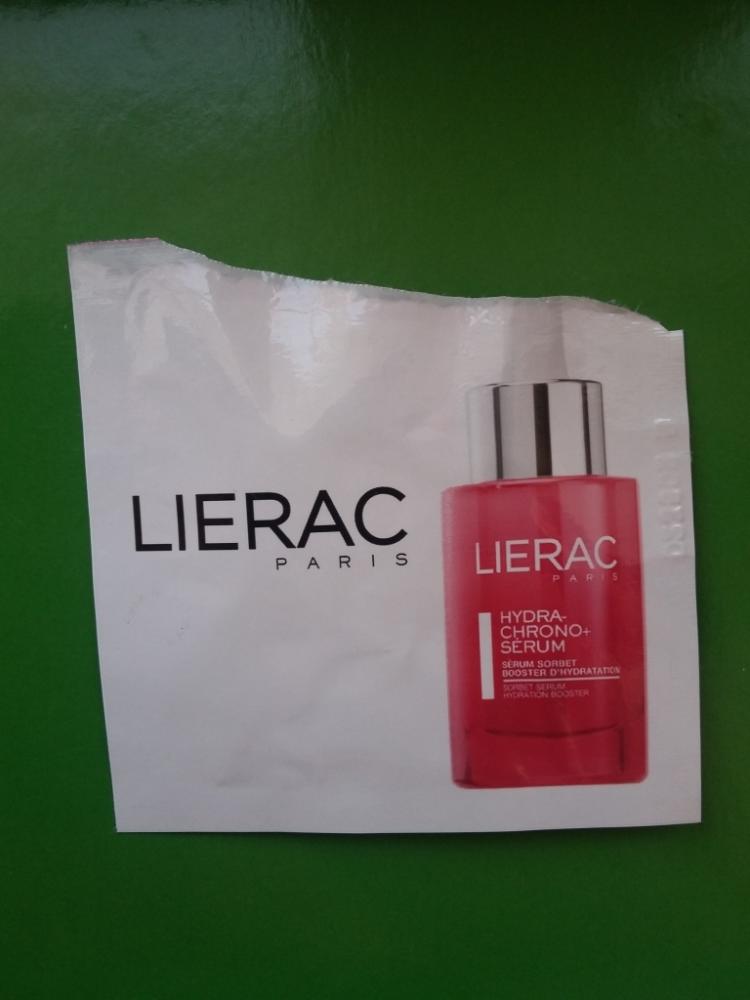 LIERAC
PARIS
LIERAC
PARIS
HYDRA-
CHRONO+
SÉRUM
SÉRUM SORBET
BOOSTER D'HYDRATATION
SORBET SERUM
HYDRATION BOOSTER